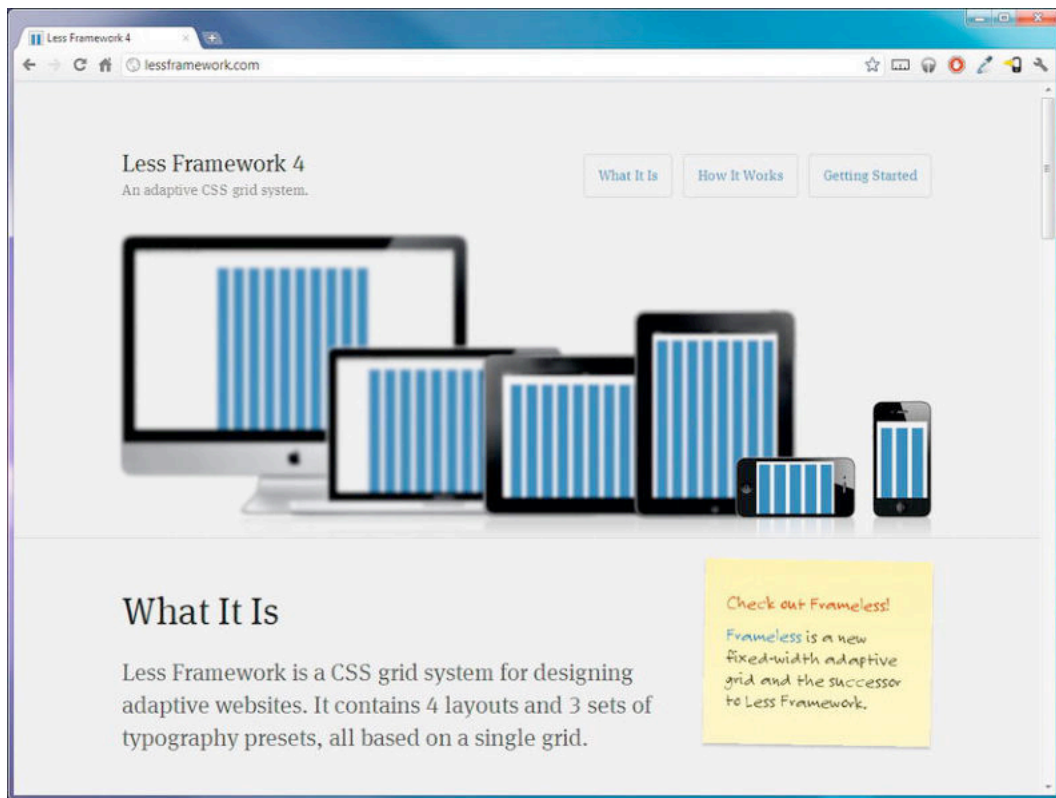 Less Framework 4
lessframework.com
Less Framework 4
An adaptive CSS grid system.
What It Is
How It Works
Getting Started
What It Is
Less Framework is a CSS grid system for designing
adaptive websites. It contains 4 layouts and 3 sets of
typography presets, all based on a single grid.
Check out Frameless!
Frameless is a new
fixed-width adaptive
grid and the successor
to Less Framework.